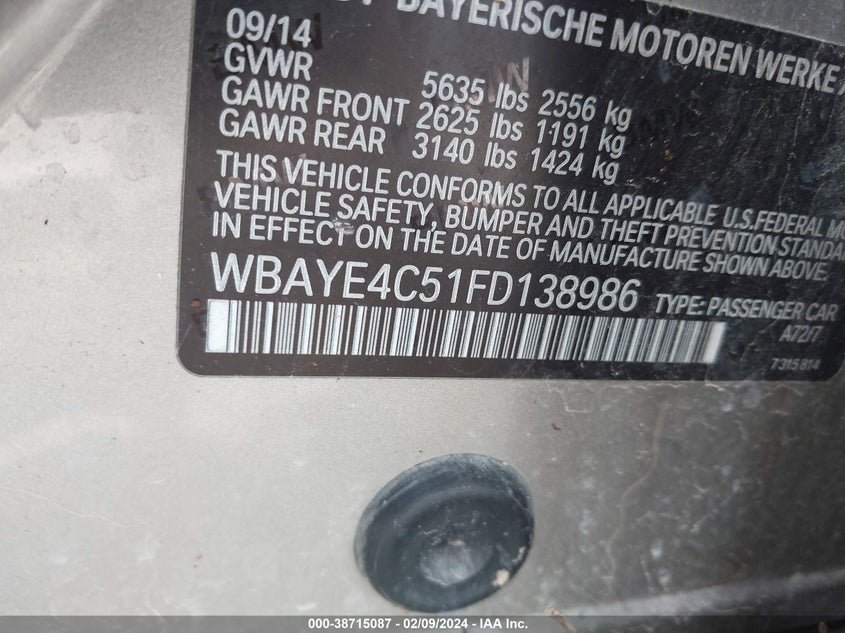 BAYERISCHE MOTOREN WERKE
09/14
GVWR 5635 lbs 2556 kg
GAWR FRONT 2625 lbs 1191 kg
GAWR REAR 3140 lbs 1424 kg
THIS VEHICLE CONFORMS TO ALL APPLICABLE U.S.FEDERAL MO
VEHICLE SAFETY, BUMPER AND THEFT PREVENTION STANDA
IN EFFECT ON THE DATE OF MANUFACTURE SHOWN ABOVE.
WBAYE4C51FD138986 TYPE: PASSENGER CAR
A72/7
7315814
000-38715087 - 02/09/2024 - IAA Inc.